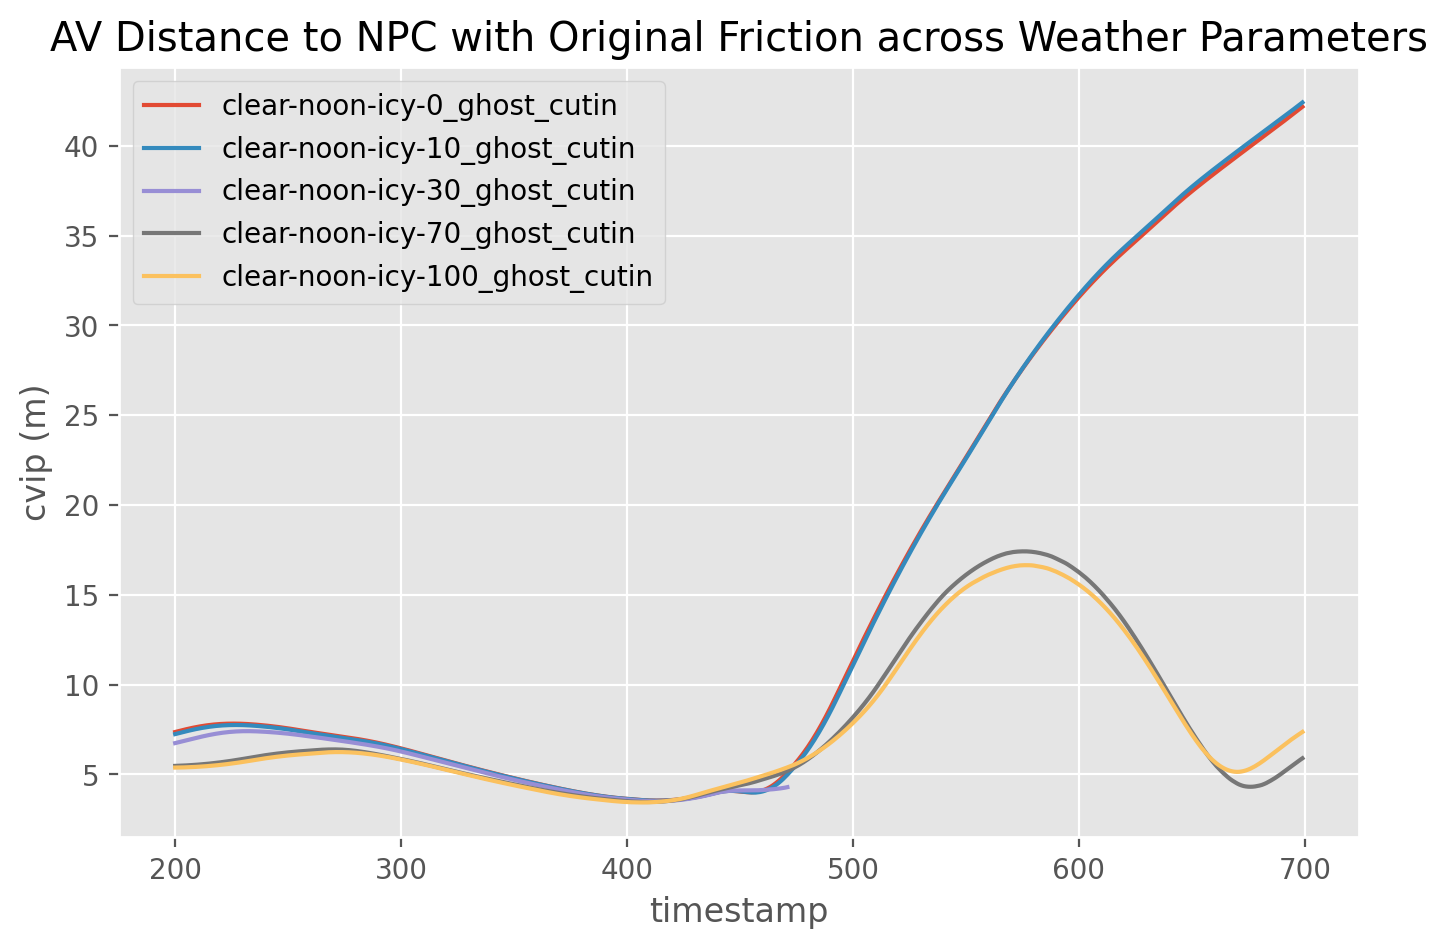 AV Distance to NPC with Original Friction across Weather Parameters
clear-noon-icy-0_ghost_cutin
clear-noon-icy-10_ghost_cutin
clear-noon-icy-30_ghost_cutin
clear-noon-icy-70_ghost_cutin
clear-noon-icy-100_ghost_cutin
cvip (m)
40
35
30
25
20
15
10
5
200
300
400
500
600
700
timestamp